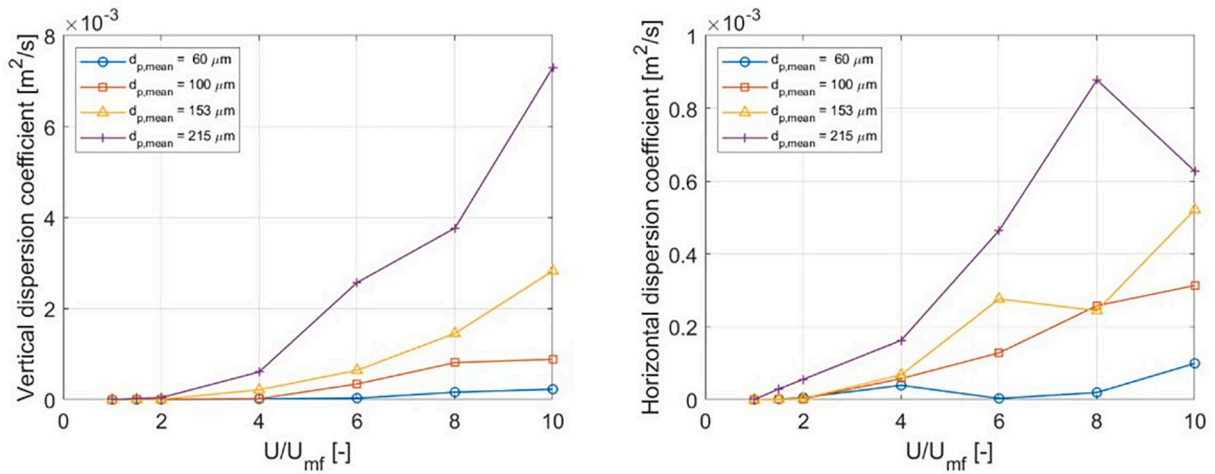 ×10⁻³
8
6
4
2
0
Vertical dispersion coefficient [m²/s]
d_p,mean = 60 μm
d_p,mean = 100 μm
d_p,mean = 153 μm
d_p,mean = 215 μm
0 2 4 6 8 10
U/U_mf [-]
×10⁻³
1
0.8
0.6
0.4
0.2
0
Horizontal dispersion coefficient [m²/s]
d_p,mean = 60 μm
d_p,mean = 100 μm
d_p,mean = 153 μm
d_p,mean = 215 μm
0 2 4 6 8 10
U/U_mf [-]